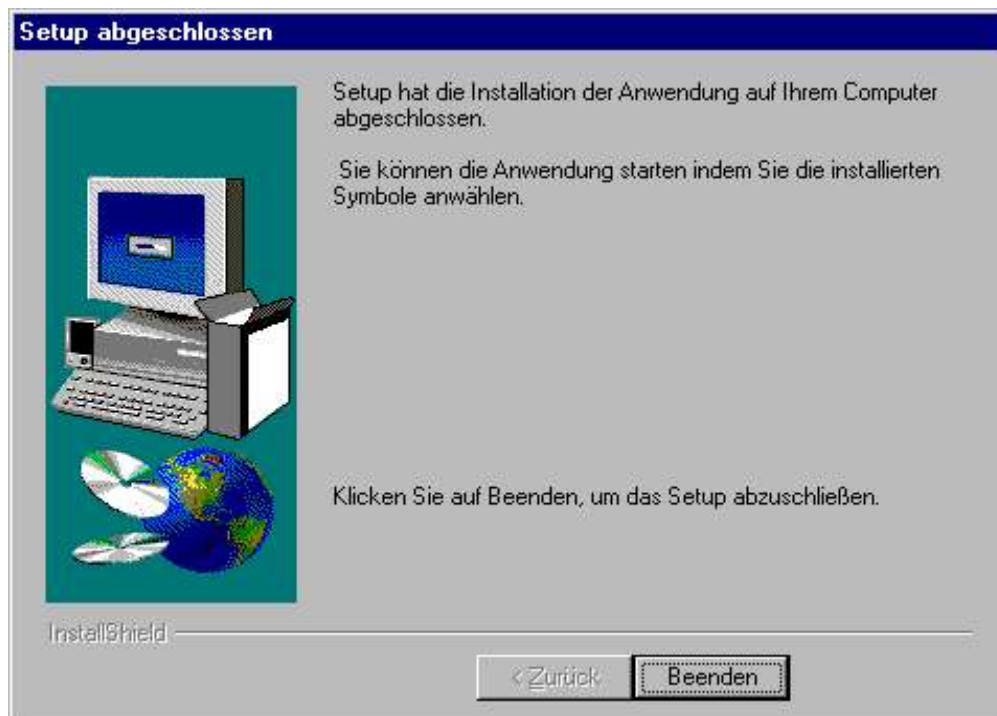 Setup abgeschlossen
Setup hat die Installation der Anwendung auf Ihrem Computer
abgeschlossen.
Sie können die Anwendung starten indem Sie die installierten
Symbole anwählen.
Klicken Sie auf Beenden, um das Setup abzuschließen.
InstallShield
< Zurück
Beenden